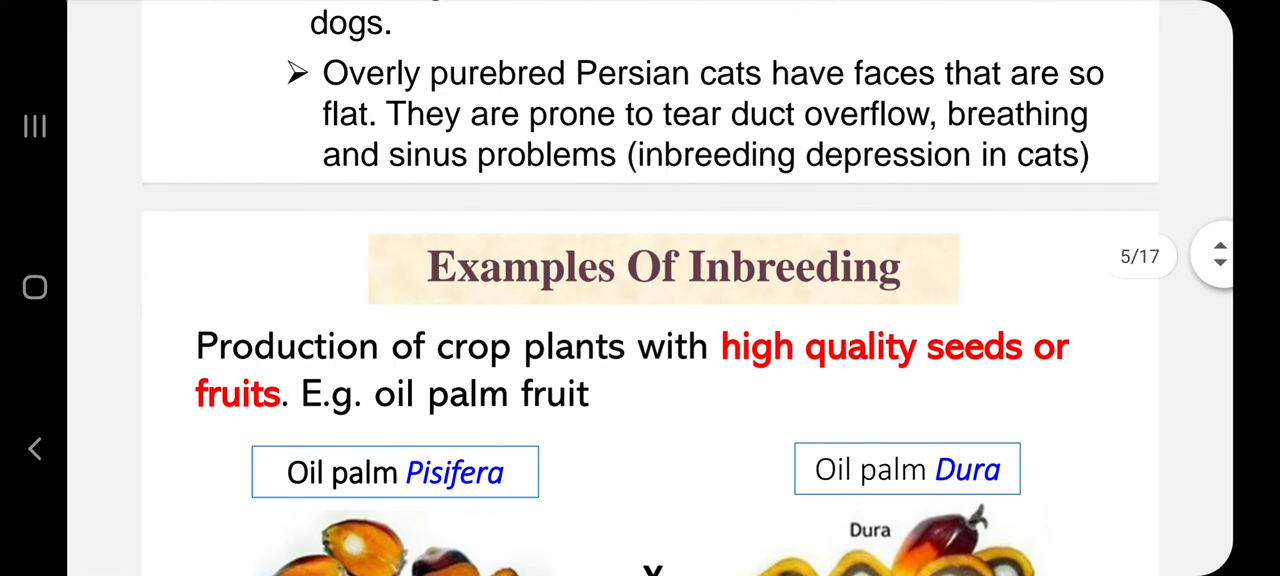 dogs.
➢ Overly purebred Persian cats have faces that are so
flat. They are prone to tear duct overflow, breathing
and sinus problems (inbreeding depression in cats)
Examples Of Inbreeding
5/17
Production of crop plants with high quality seeds or
fruits. E.g. oil palm fruit
Oil palm Pisifera
Oil palm Dura
Dura
X